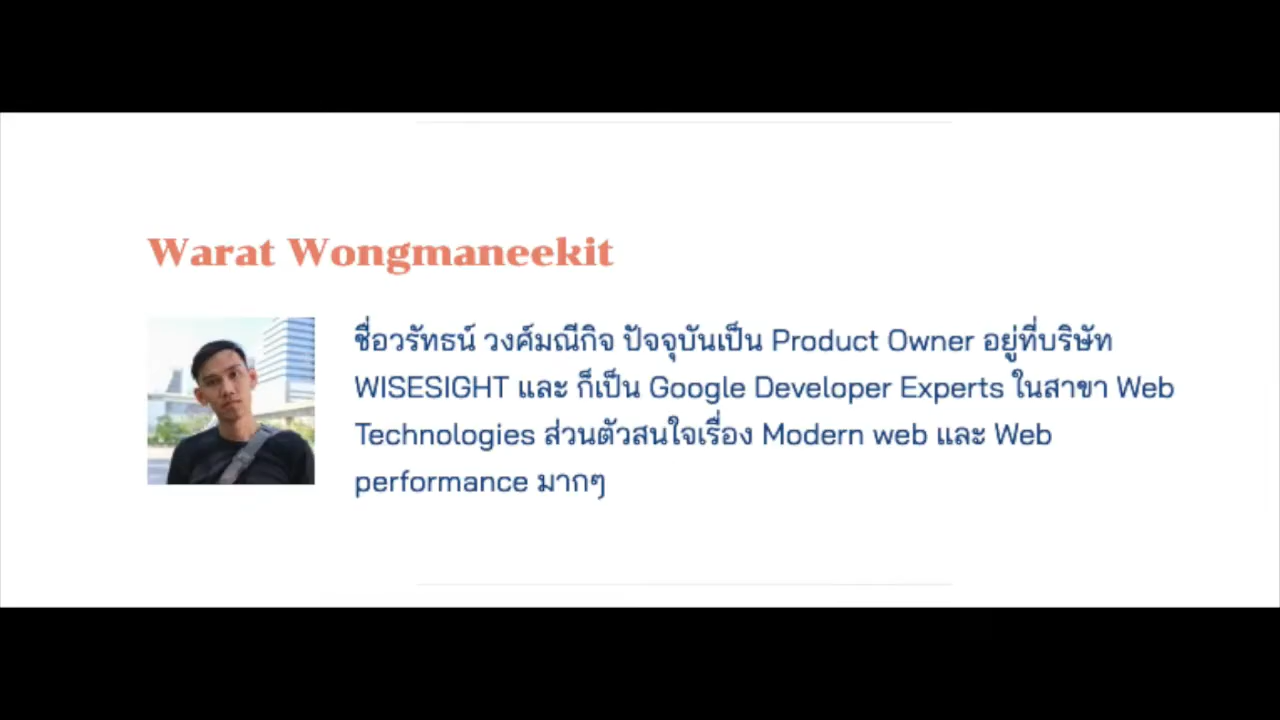 Warat Wongmaneekit
ชื่อวรัทธน์ วงศ์มณีกิจ ปัจจุบันเป็น Product Owner อยู่ที่บริษัท
WISESIGHT และ ก็เป็น Google Developer Experts ในสาขา Web
Technologies ส่วนตัวสนใจเรื่อง Modern web และ Web
performance มากๆ